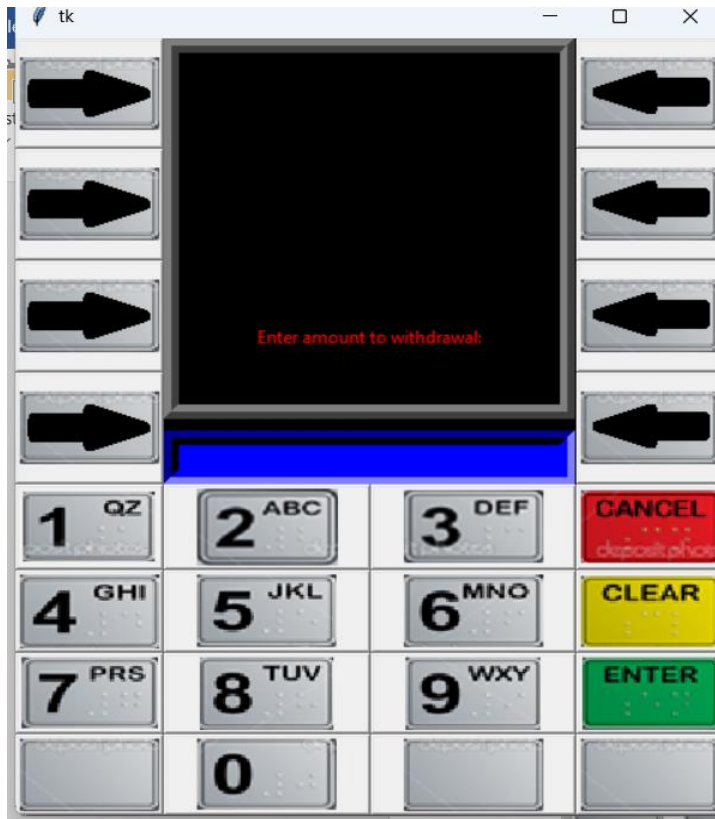 tk
Enter amount to withdrawal:
1 QZ
2 ABC
3 DEF
CANCEL
4 GHI
5 JKL
6 MNO
CLEAR
7 PRS
8 TUV
9 WXY
ENTER
0